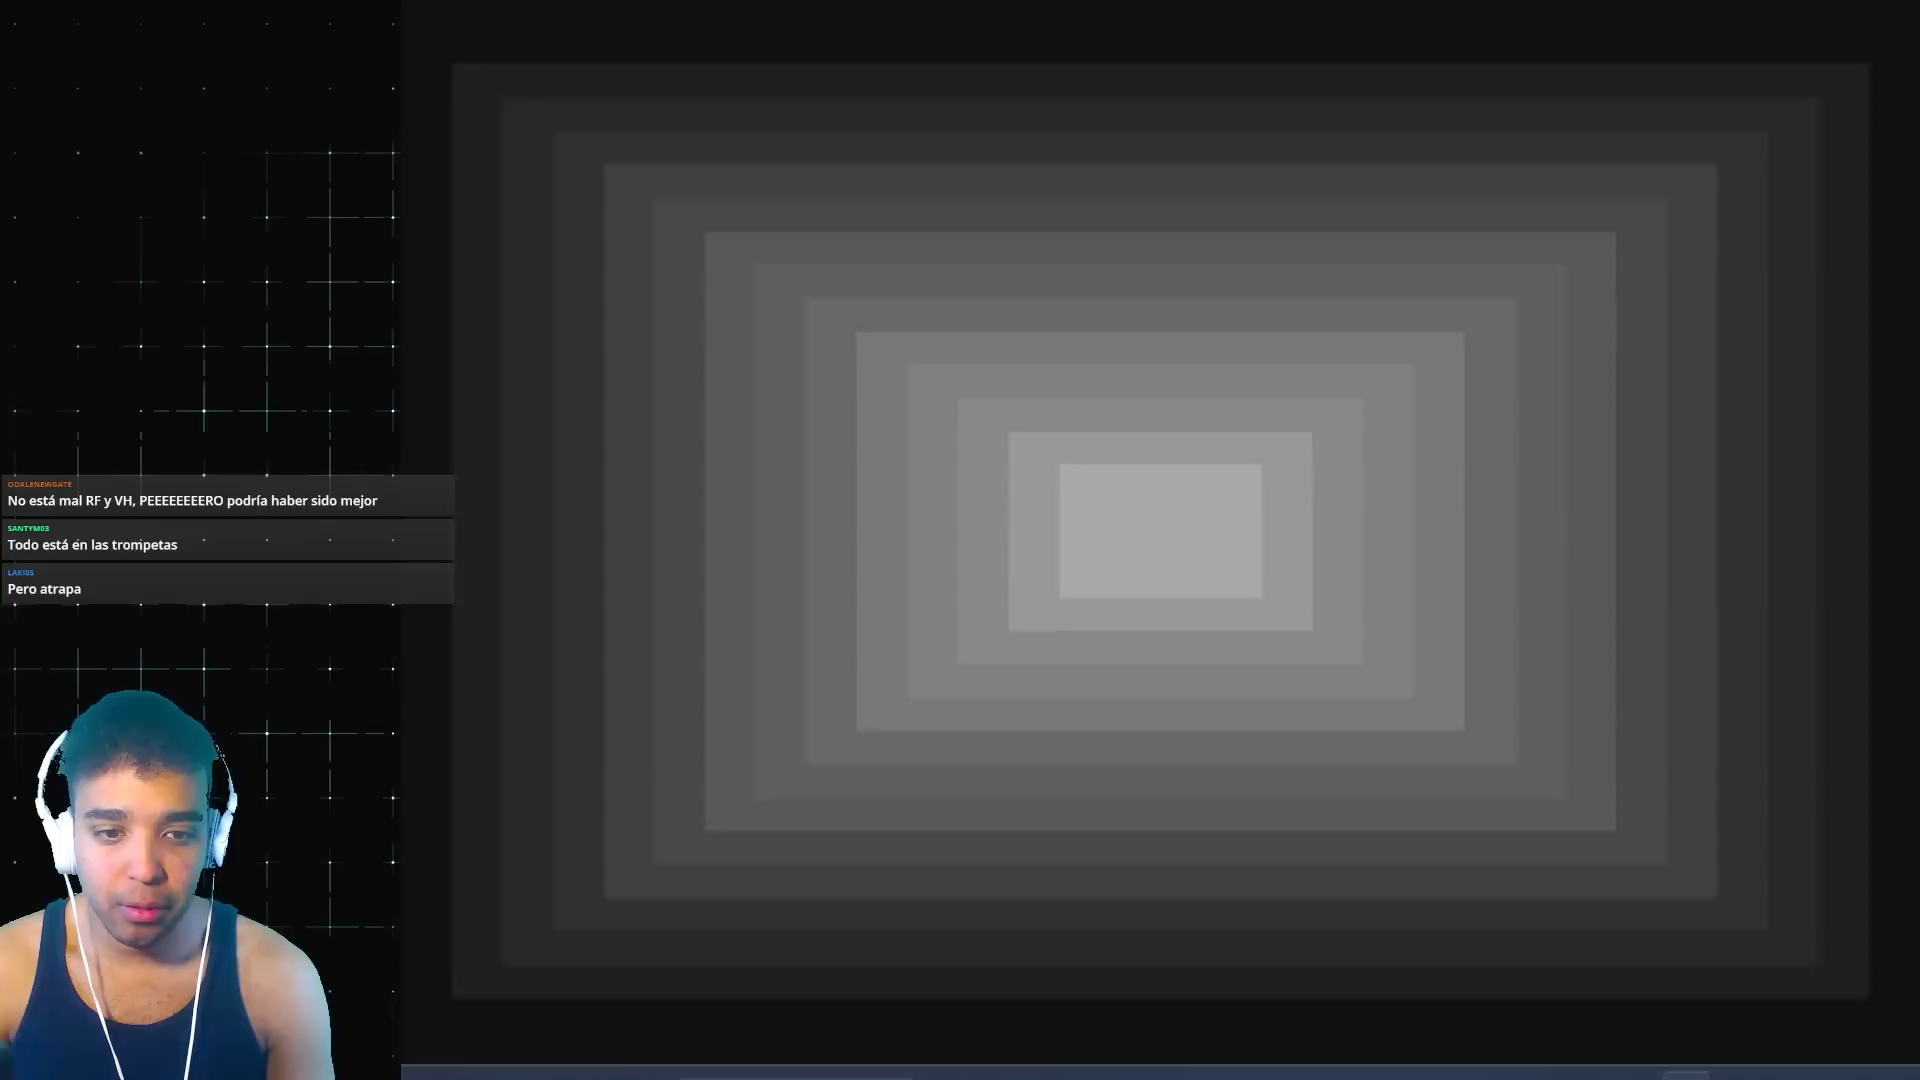 ODALENEWGATE
No está mal RF y VH, PEEEEEEEERO podría haber sido mejor
SANTYM03
Todo está en las trompetas
LAKI0S
Pero atrapa